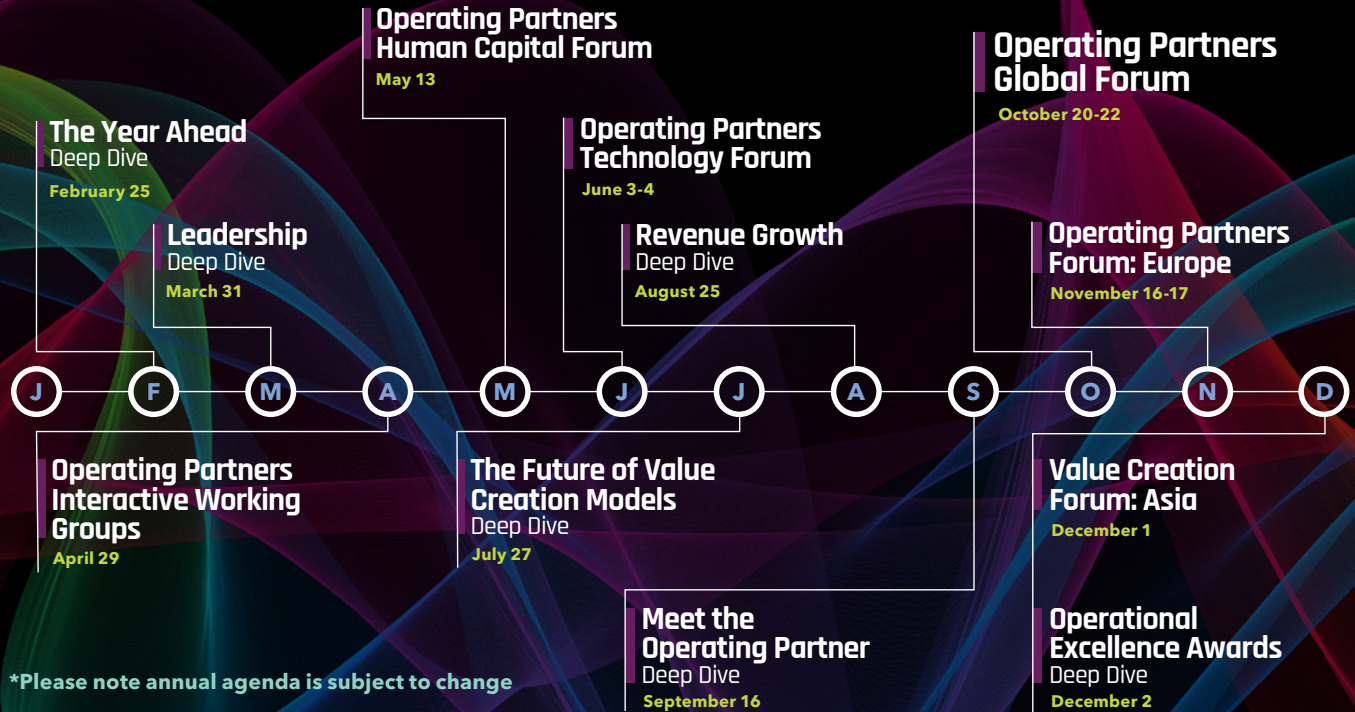 Operating Partners
Human Capital Forum
May 13
Operating Partners
Global Forum
October 20-22
The Year Ahead
Deep Dive
February 25
Operating Partners
Technology Forum
June 3-4
Leadership
Deep Dive
March 31
Revenue Growth
Deep Dive
August 25
Operating Partners
Forum: Europe
November 16-17
J F M A M J J A S O N D
Operating Partners
Interactive Working
Groups
April 29
The Future of Value
Creation Models
Deep Dive
July 27
Value Creation
Forum: Asia
December 1
Meet the
Operating Partner
Deep Dive
September 16
Operational
Excellence Awards
Deep Dive
December 2
*Please note annual agenda is subject to change